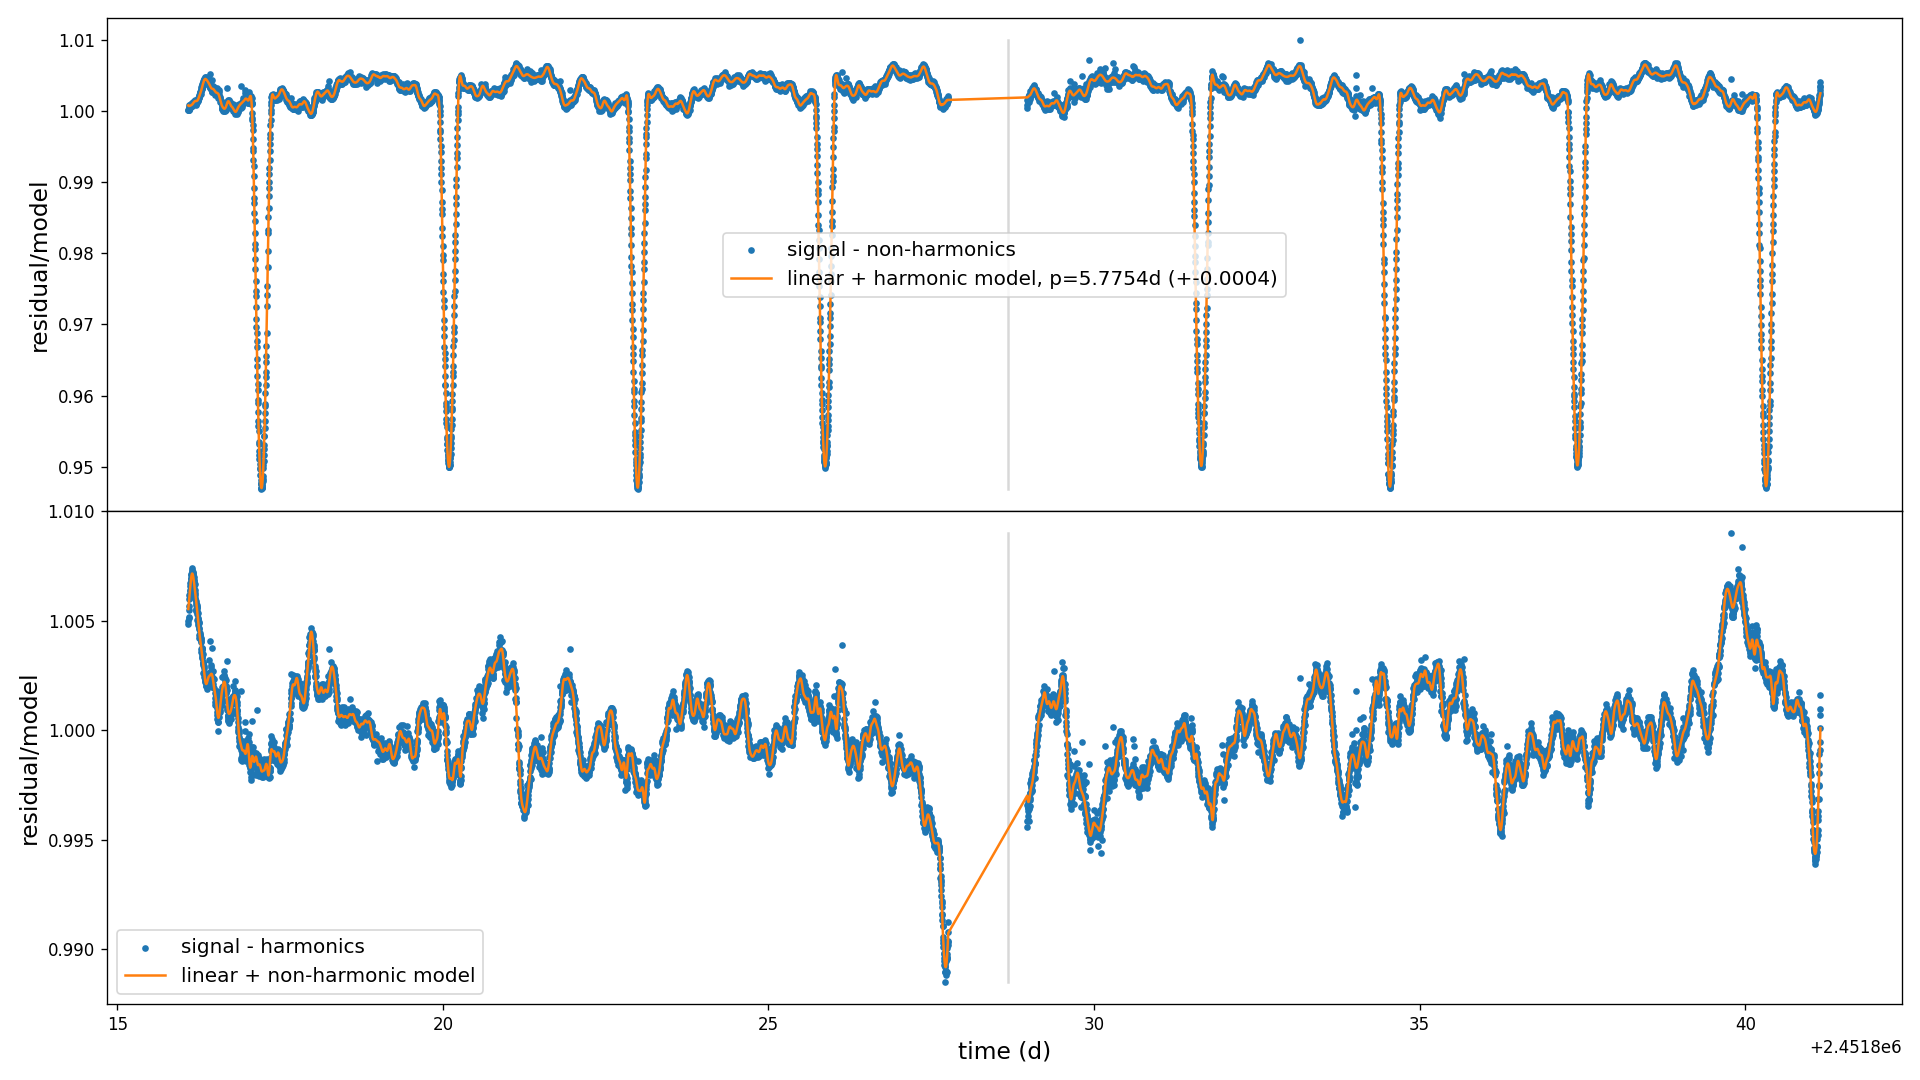 1.01
1.00
0.99
0.98
0.97
0.96
0.95
residual/model
signal - non-harmonics
linear + harmonic model, p=5.7754d (+-0.0004)
1.010
1.005
1.000
0.995
0.990
residual/model
signal - harmonics
linear + non-harmonic model
15 20 25 30 35 40
time (d)
+2.4518e6